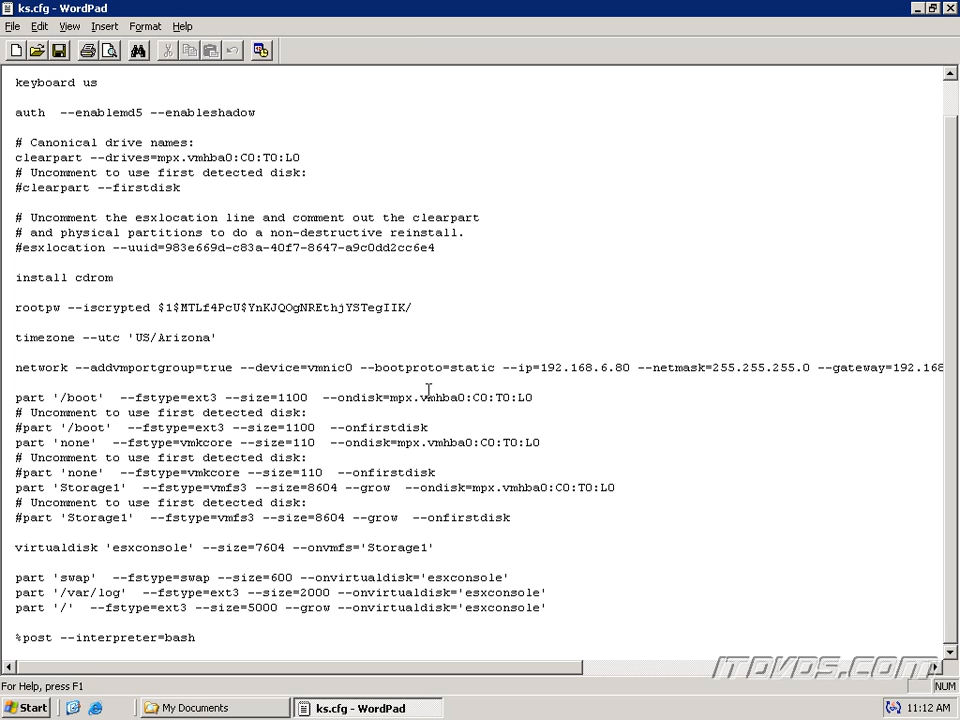 ks.cfg - WordPad
File Edit View Insert Format Help
keyboard us
auth  --enablemd5 --enableshadow
# Canonical drive names:
clearpart --drives=mpx.vmhba0:C0:T0:L0
# Uncomment to use first detected disk:
#clearpart --firstdisk
# Uncomment the esxlocation line and comment out the clearpart
# and physical partitions to do a non-destructive reinstall.
#esxlocation --uuid=983e669d-c83a-40f7-8647-a9c0dd2cc6e4
install cdrom
rootpw --iscrypted $1$MTLf4PcU$YnKJQOgNREthjYSTegIIK/
timezone --utc 'US/Arizona'
network --addvmportgroup=true --device=vmnic0 --bootproto=static --ip=192.168.6.80 --netmask=255.255.255.0 --gateway=192.168
part '/boot'  --fstype=ext3 --size=1100  --ondisk=mpx.vmhba0:C0:T0:L0
# Uncomment to use first detected disk:
#part '/boot'  --fstype=ext3 --size=1100  --onfirstdisk
part 'none'  --fstype=vmkcore --size=110  --ondisk=mpx.vmhba0:C0:T0:L0
# Uncomment to use first detected disk:
#part 'none'  --fstype=vmkcore --size=110  --onfirstdisk
part 'Storage1'  --fstype=vmfs3 --size=8604 --grow  --ondisk=mpx.vmhba0:C0:T0:L0
# Uncomment to use first detected disk:
#part 'Storage1'  --fstype=vmfs3 --size=8604 --grow  --onfirstdisk
virtualdisk 'esxconsole' --size=7604 --onvmfs='Storage1'
part 'swap'  --fstype=swap --size=600 --onvirtualdisk='esxconsole'
part '/var/log'  --fstype=ext3 --size=2000 --onvirtualdisk='esxconsole'
part '/'  --fstype=ext3 --size=5000 --grow --onvirtualdisk='esxconsole'
%post --interpreter=bash
ITDVDS.COM
For Help, press F1
NUM
Start
My Documents
ks.cfg - WordPad
11:12 AM